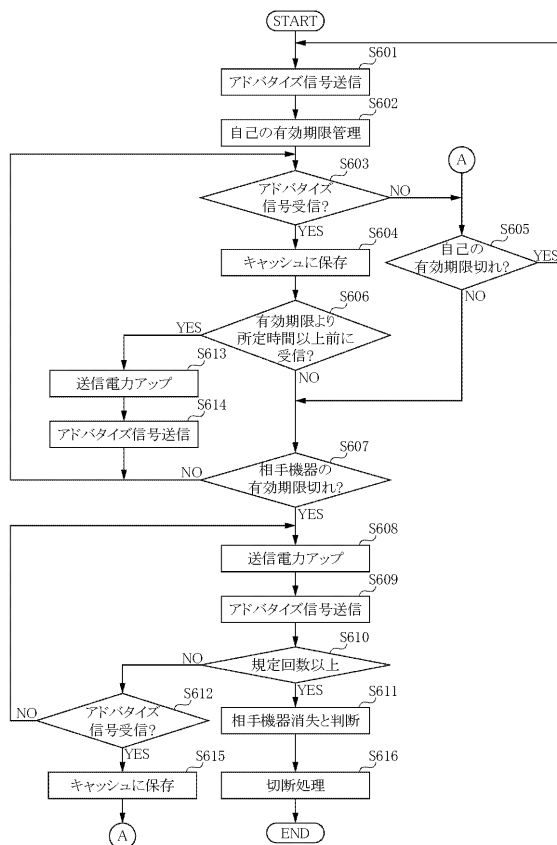 START
S601
アドバタイズ信号送信
S602
自己の有効期限管理
S603
アドバタイズ
信号受信?
NO
YES
A
S604
キャッシュに保存
S605
自己の
有効期限切れ?
YES
NO
S606
有効期限より
所定時間以上前に
受信?
YES
NO
S613
送信電力アップ
S614
アドバタイズ信号送信
S607
相手機器の
有効期限切れ?
NO
YES
S608
送信電力アップ
S609
アドバタイズ信号送信
S610
規定回数以上
NO
YES
S612
アドバタイズ
信号受信?
NO
YES
S611
相手機器消失と判断
S615
キャッシュに保存
S616
切断処理
A
END